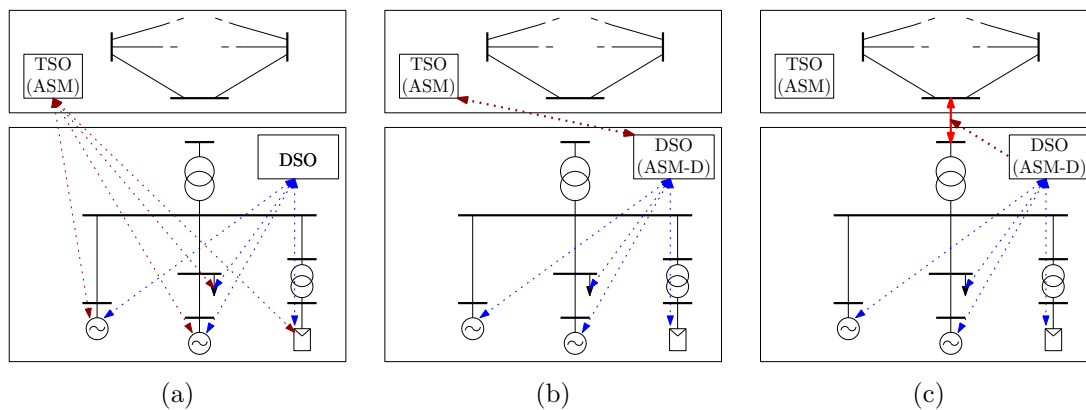 TSO
(ASM)
DSO
(a)
TSO
(ASM)
DSO
(ASM-D)
(b)
TSO
(ASM)
DSO
(ASM-D)
(c)